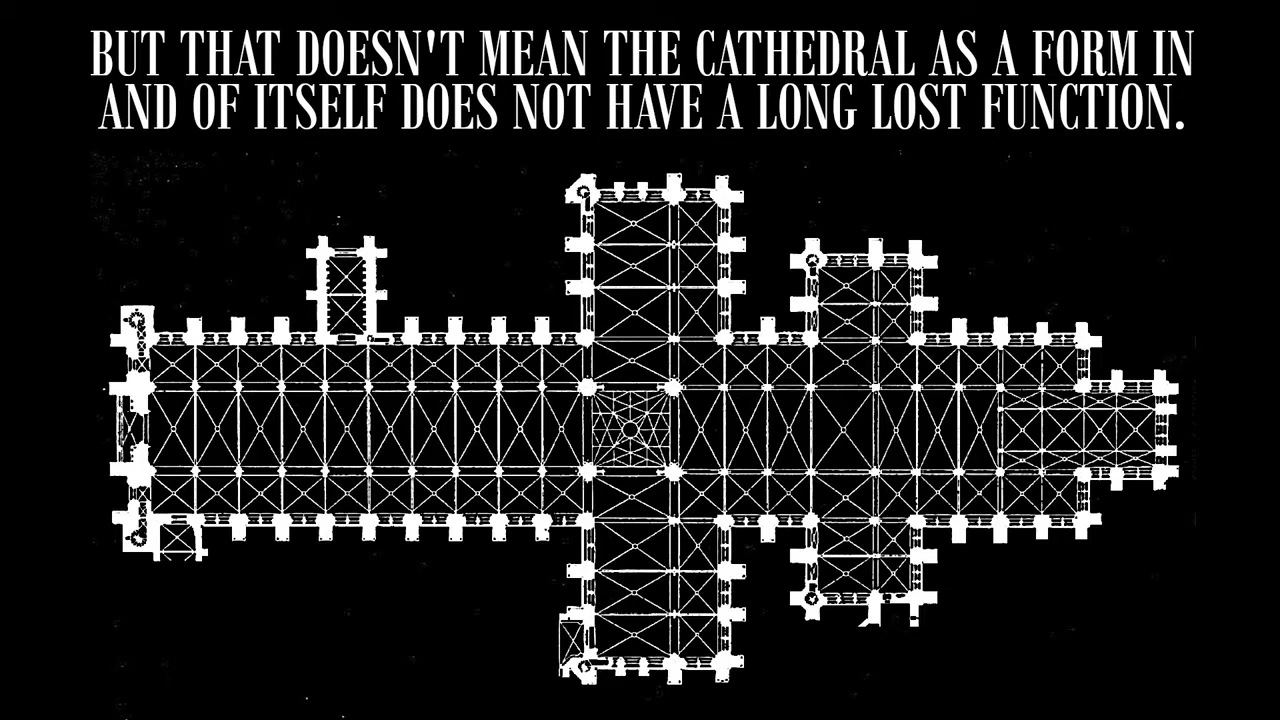 BUT THAT DOESN'T MEAN THE CATHEDRAL AS A FORM IN
AND OF ITSELF DOES NOT HAVE A LONG LOST FUNCTION.